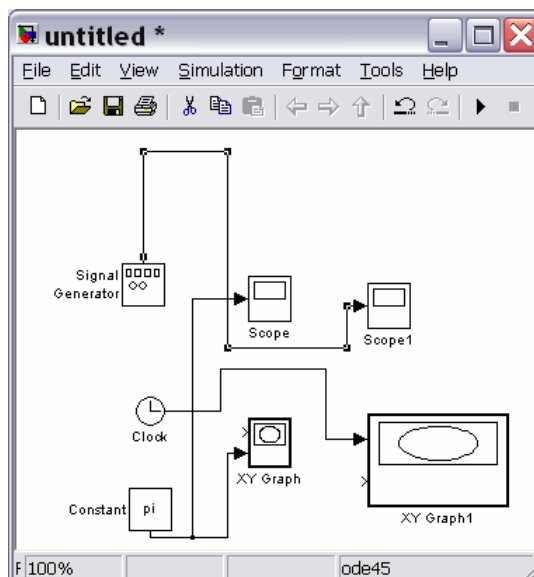 untitled *
File Edit View Simulation Format Tools Help
Signal
Generator
Scope
Scope1
Clock
XY Graph
XY Graph1
Constant
pi
F 100%
ode45